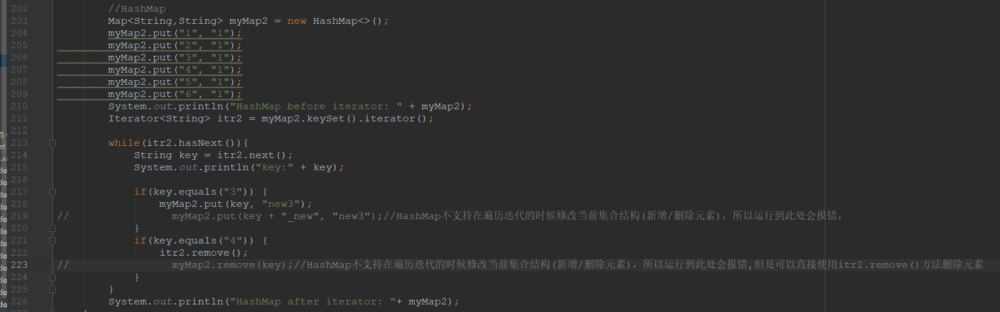 202 //HashMap
203 Map<String,String> myMap2 = new HashMap<>();
204 myMap2.put("1", "1");
205 myMap2.put("2", "1");
206 myMap2.put("3", "1");
207 myMap2.put("4", "1");
208 myMap2.put("5", "1");
209 myMap2.put("6", "1");
210 System.out.println("HashMap before iterator: " + myMap2);
211 Iterator<String> itr2 = myMap2.keySet().iterator();
212
213 while(itr2.hasNext()){
214 String key = itr2.next();
215 System.out.println("key:" + key);
216
217 if(key.equals("3")) {
218 myMap2.put(key, "new3");
219 // myMap2.put(key + "_new", "new3");//HashMap不支持在遍历迭代的时候修改当前集合结构(新增/删除元素)，所以运行到此处会报错。
220 }
221 if(key.equals("4")) {
222 itr2.remove();
223 // myMap2.remove(key);//HashMap不支持在遍历迭代的时候修改当前集合结构(新增/删除元素)，所以运行到此处会报错,但是可以直接使用itr2.remove()方法删除元素
224 }
225 }
226 System.out.println("HashMap after iterator: "+ myMap2);